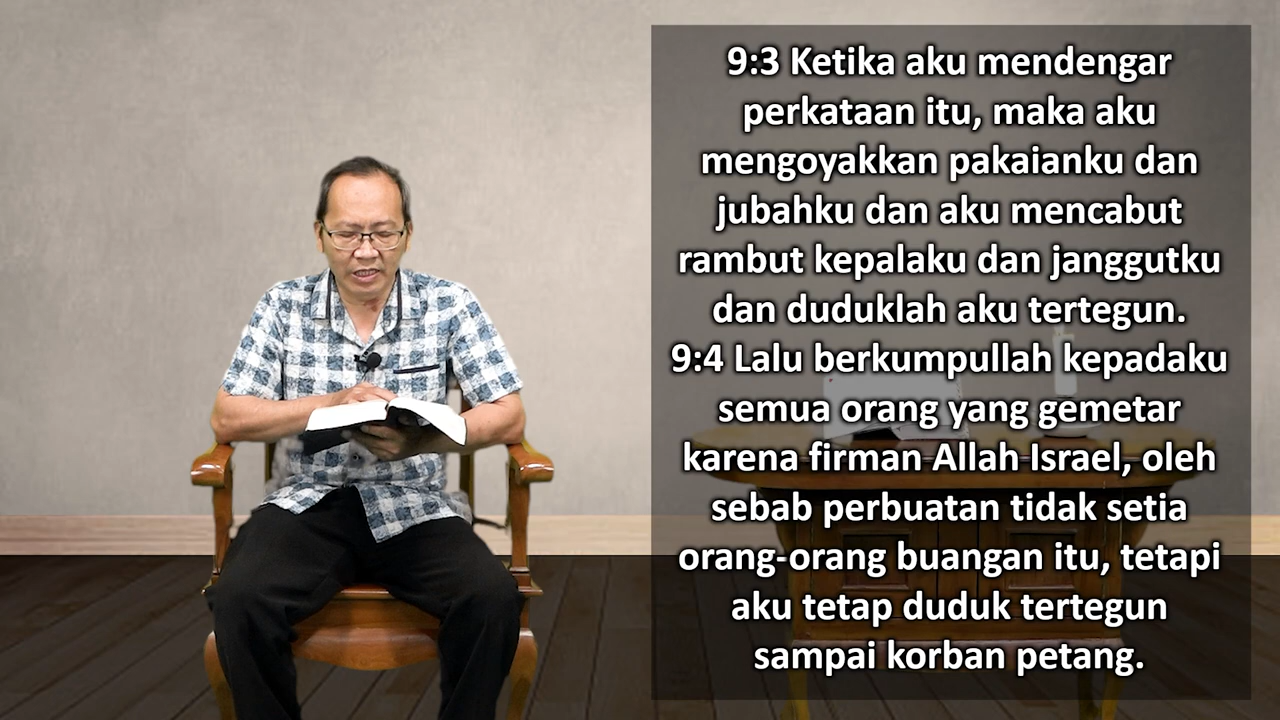 9:3 Ketika aku mendengar
perkataan itu, maka aku
mengoyakkan pakaianku dan
jubahku dan aku mencabut
rambut kepalaku dan janggutku
dan duduklah aku tertegun.
9:4 Lalu berkumpullah kepadaku
semua orang yang gemetar
karena firman Allah Israel, oleh
sebab perbuatan tidak setia
orang-orang buangan itu, tetapi
aku tetap duduk tertegun
sampai korban petang.